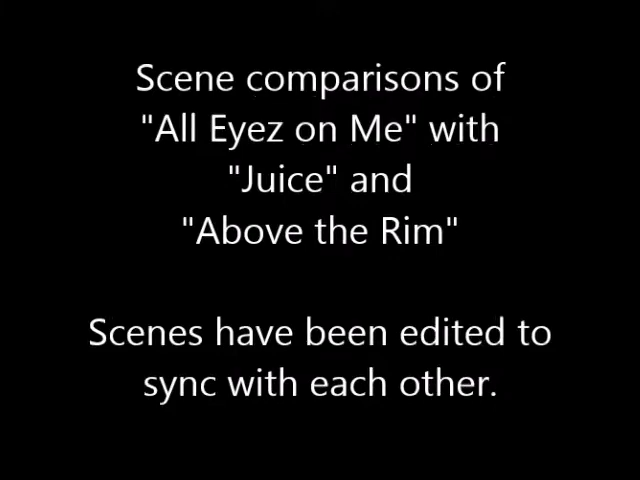 Scene comparisons of
"All Eyez on Me" with
"Juice" and
"Above the Rim"
Scenes have been edited to
sync with each other.